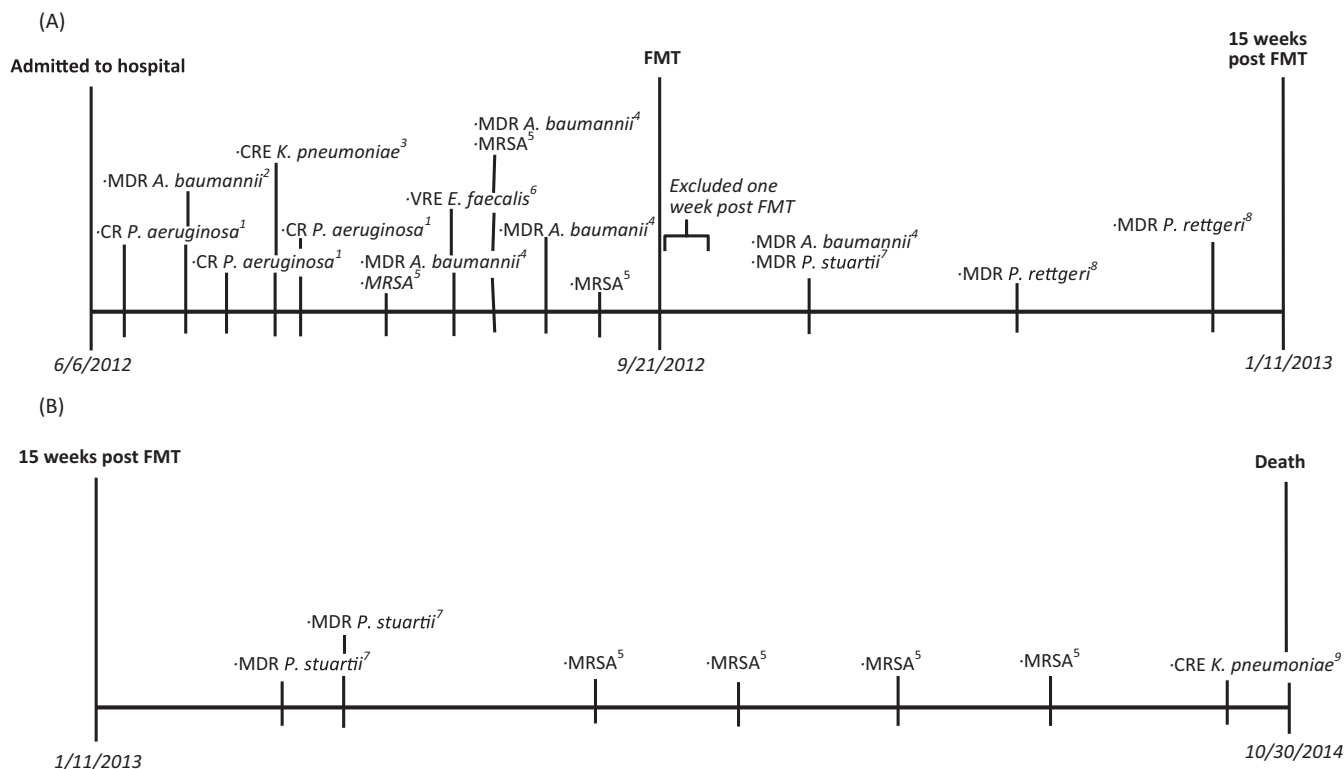 (A)
Admitted to hospital
FMT
15 weeks
post FMT
·MDR A. baumannii4
·MRSA5
·CRE K. pneumoniae3
·MDR A. baumannii2
·VRE E. faecalis6
Excluded one
week post FMT
·CR P. aeruginosa1
·CR P. aeruginosa1
·MDR A. baumanii4
·MDR P. rettgeri8
·CR P. aeruginosa1
·MDR A. baumannii4
·MRSA5
·MRSA5
·MDR A. baumannii4
·MDR P. stuartii7
·MDR P. rettgeri8
6/6/2012
9/21/2012
1/11/2013
(B)
15 weeks post FMT
Death
·MDR P. stuartii7
·MDR P. stuartii7
·MRSA5
·MRSA5
·MRSA5
·MRSA5
·CRE K. pneumoniae9
1/11/2013
10/30/2014